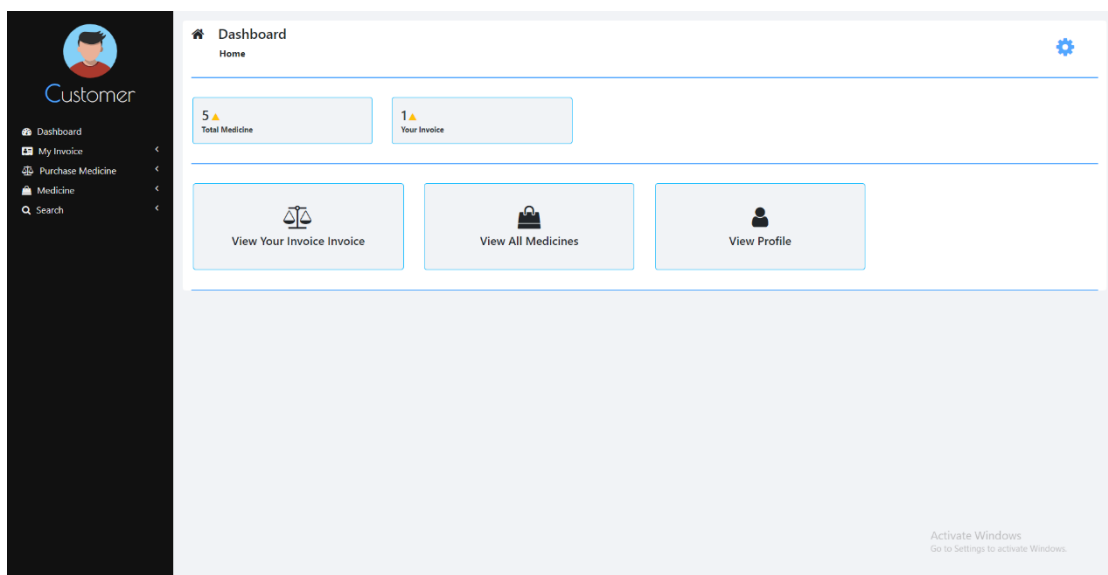 Customer
Dashboard
My Invoice
Purchase Medicine
Medicine
Search
Dashboard
Home
5
Total Medicine
1
Your Invoice
View Your Invoice Invoice
View All Medicines
View Profile
Activate Windows
Go to Settings to activate Windows.